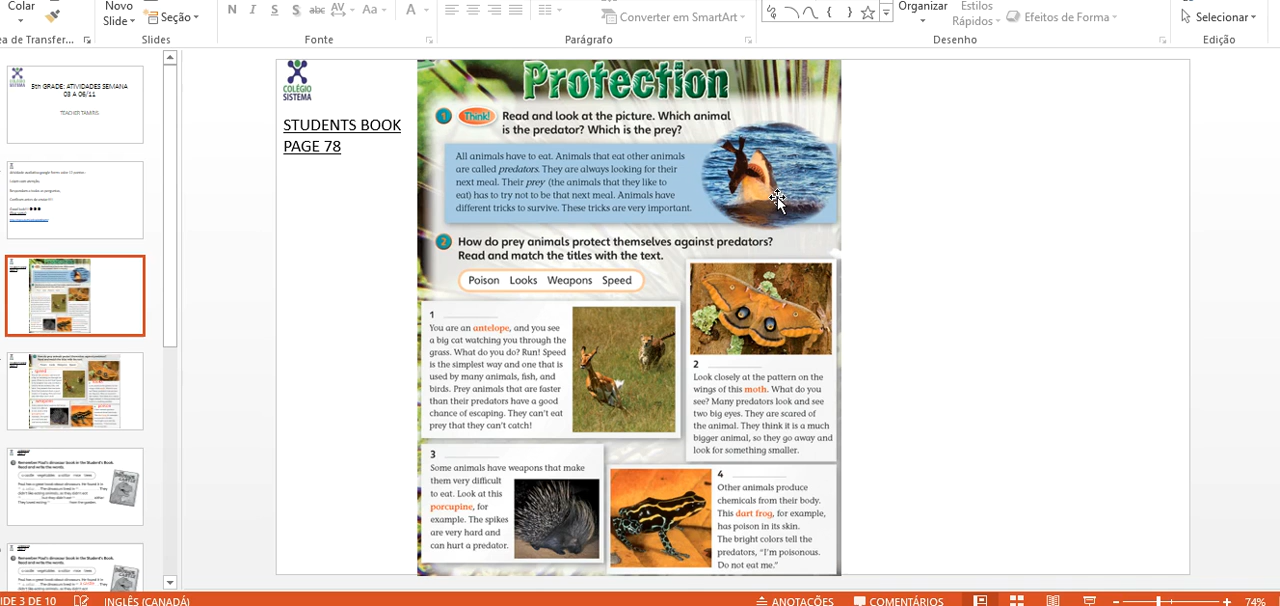 Colar
Novo
Slide
Seção
N I S S abc AV Aa A
Converter em SmartArt
Organizar
Estilos
Rápidos
Efeitos de Forma
Selecionar
ea de Transfer...
Slides
Fonte
Parágrafo
Desenho
Edição
5th GRADE: ATIVIDADES SEMANA
03 A 06/11
COLÉGIO
SISTEMA
STUDENTS BOOK
PAGE 78
Protection
1 Think! Read and look at the picture. Which animal
is the predator? Which is the prey?
All animals have to eat. Animals that eat other animals
are called predators. They are always looking for their
next meal. Their prey (the animals that they like to
eat) has to try not to be that next meal. Animals have
different tricks to survive. These tricks are very important.
2 How do prey animals protect themselves against predators?
Read and match the titles with the text.
Poison Looks Weapons Speed
1
You are an antelope, and you see
a big cat watching you through the
grass. What do you do? Run! Speed
is the simplest way and one that is
used by many animals, fish, and
birds. Prey animals that are faster
than their predators have a good
chance of escaping. They can't eat
prey that they can't catch!
2
Look closely at the pattern on the
wings of this moth. What do you
see? Many predators look and see
two big eyes. They are scared of
the animal. They think it is a much
bigger animal, so they go away and
look for something smaller.
3
Some animals have weapons that make
them very difficult
to eat. Look at this
porcupine, for
example. The spikes
are very hard and
can hurt a predator.
4
Other animals produce
chemicals from their body.
This dart frog, for example,
has poison in its skin.
The bright colors tell the
predators, "I'm poisonous.
Do not eat me."
IDE 3 DE 10
INGLÊS (CANADÁ)
ANOTAÇÕES
COMENTÁRIOS
74%